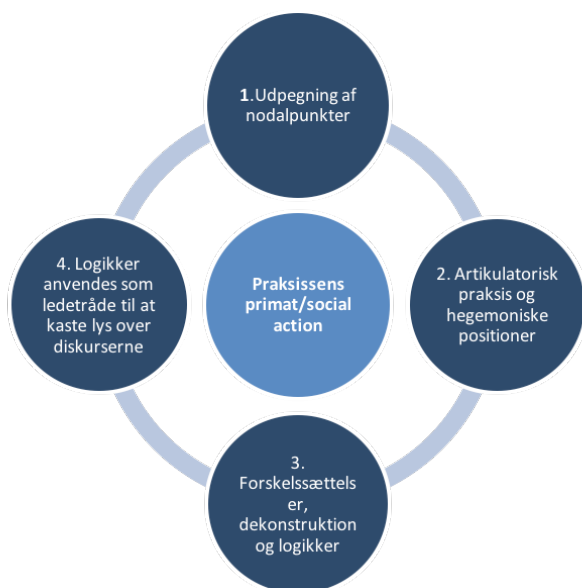 1.Udpegning af
nodalpunkter
2. Artikulatorisk
praksis og
hegemoniske
positioner
3.
Forskelssættels
er,
dekonstruktion
og logikker
4. Logikker
anvendes som
ledetråde til at
kaste lys over
diskurserne
Praksissens
primat/social
action